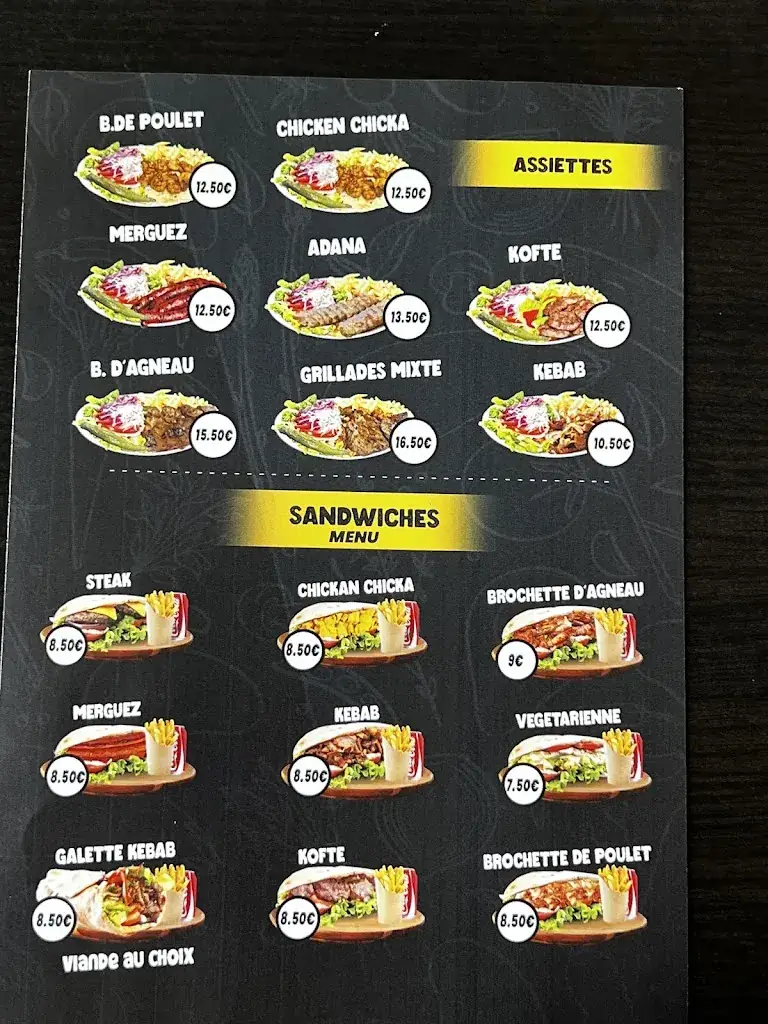 B.DE POULET
12.50€
CHICKEN CHICKA
12.50€
ASSIETTES
MERGUEZ
12.50€
ADANA
13.50€
KOFTE
12.50€
B. D'AGNEAU
15.50€
GRILLADES MIXTE
16.50€
KEBAB
10.50€
SANDWICHES
MENU
STEAK
8.50€
CHICKAN CHICKA
8.50€
BROCHETTE D'AGNEAU
9€
MERGUEZ
8.50€
KEBAB
8.50€
VEGETARIENNE
7.50€
GALETTE KEBAB
8.50€
VIANDE AU CHOIX
KOFTE
8.50€
BROCHETTE DE POULET
8.50€